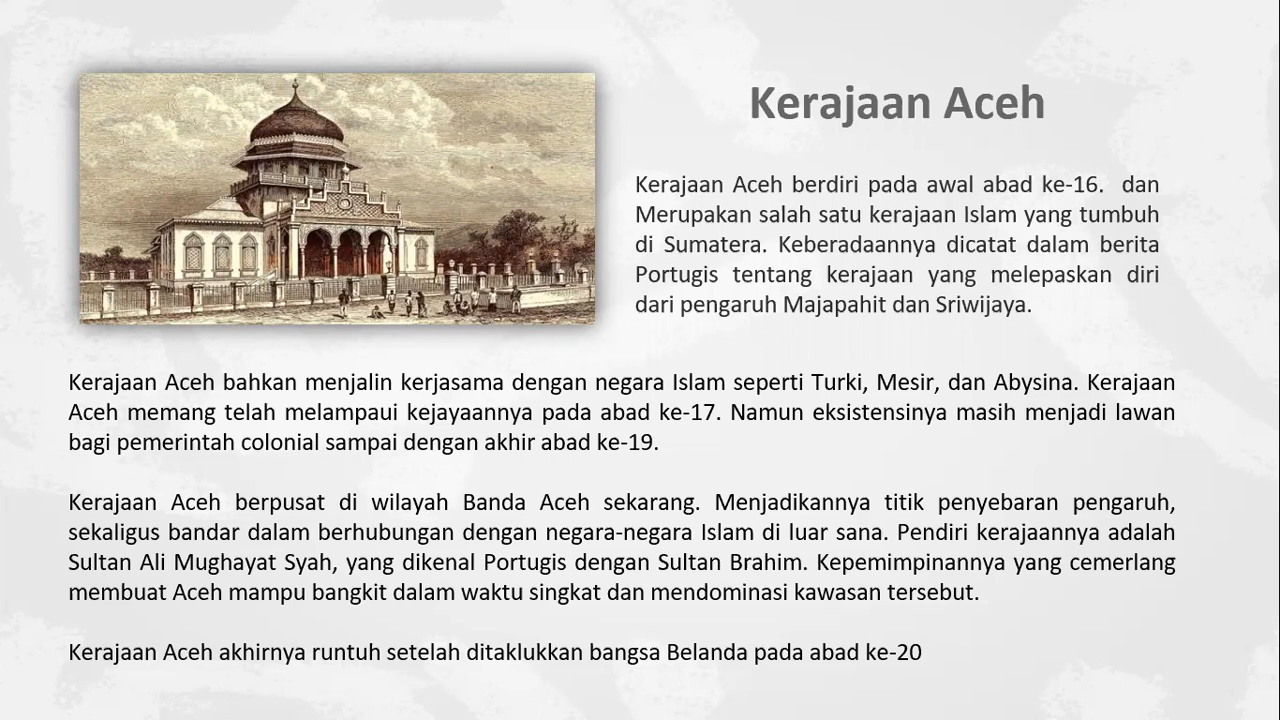 Kerajaan Aceh
Kerajaan Aceh berdiri pada awal abad ke-16.  dan
Merupakan salah satu kerajaan Islam yang tumbuh
di Sumatera. Keberadaannya dicatat dalam berita
Portugis tentang kerajaan yang melepaskan diri
dari pengaruh Majapahit dan Sriwijaya.
Kerajaan Aceh bahkan menjalin kerjasama dengan negara Islam seperti Turki, Mesir, dan Abysina. Kerajaan
Aceh memang telah melampaui kejayaannya pada abad ke-17. Namun eksistensinya masih menjadi lawan
bagi pemerintah colonial sampai dengan akhir abad ke-19.
Kerajaan Aceh berpusat di wilayah Banda Aceh sekarang. Menjadikannya titik penyebaran pengaruh,
sekaligus bandar dalam berhubungan dengan negara-negara Islam di luar sana. Pendiri kerajaannya adalah
Sultan Ali Mughayat Syah, yang dikenal Portugis dengan Sultan Brahim. Kepemimpinannya yang cemerlang
membuat Aceh mampu bangkit dalam waktu singkat dan mendominasi kawasan tersebut.
Kerajaan Aceh akhirnya runtuh setelah ditaklukkan bangsa Belanda pada abad ke-20